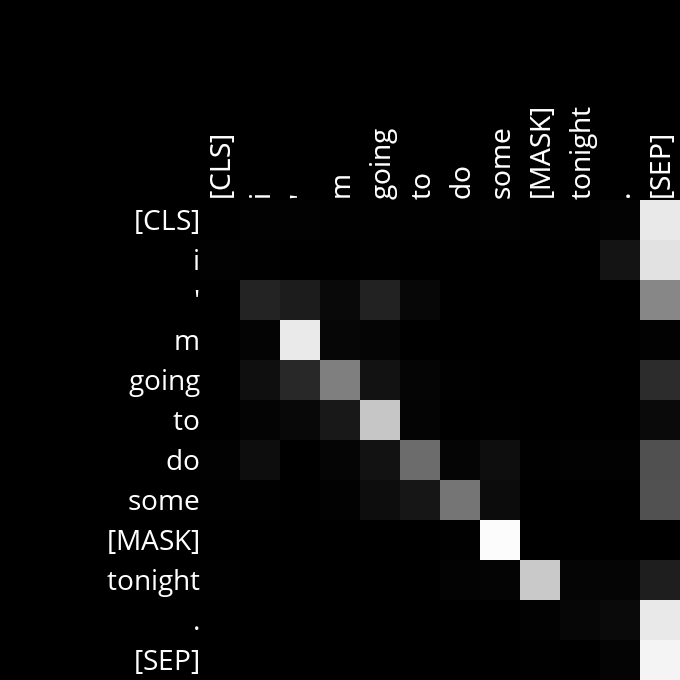 [CLS] i ' m going to do some [MASK] tonight . [SEP]
[CLS]
i
'
m
going
to
do
some
[MASK]
tonight
.
[SEP]